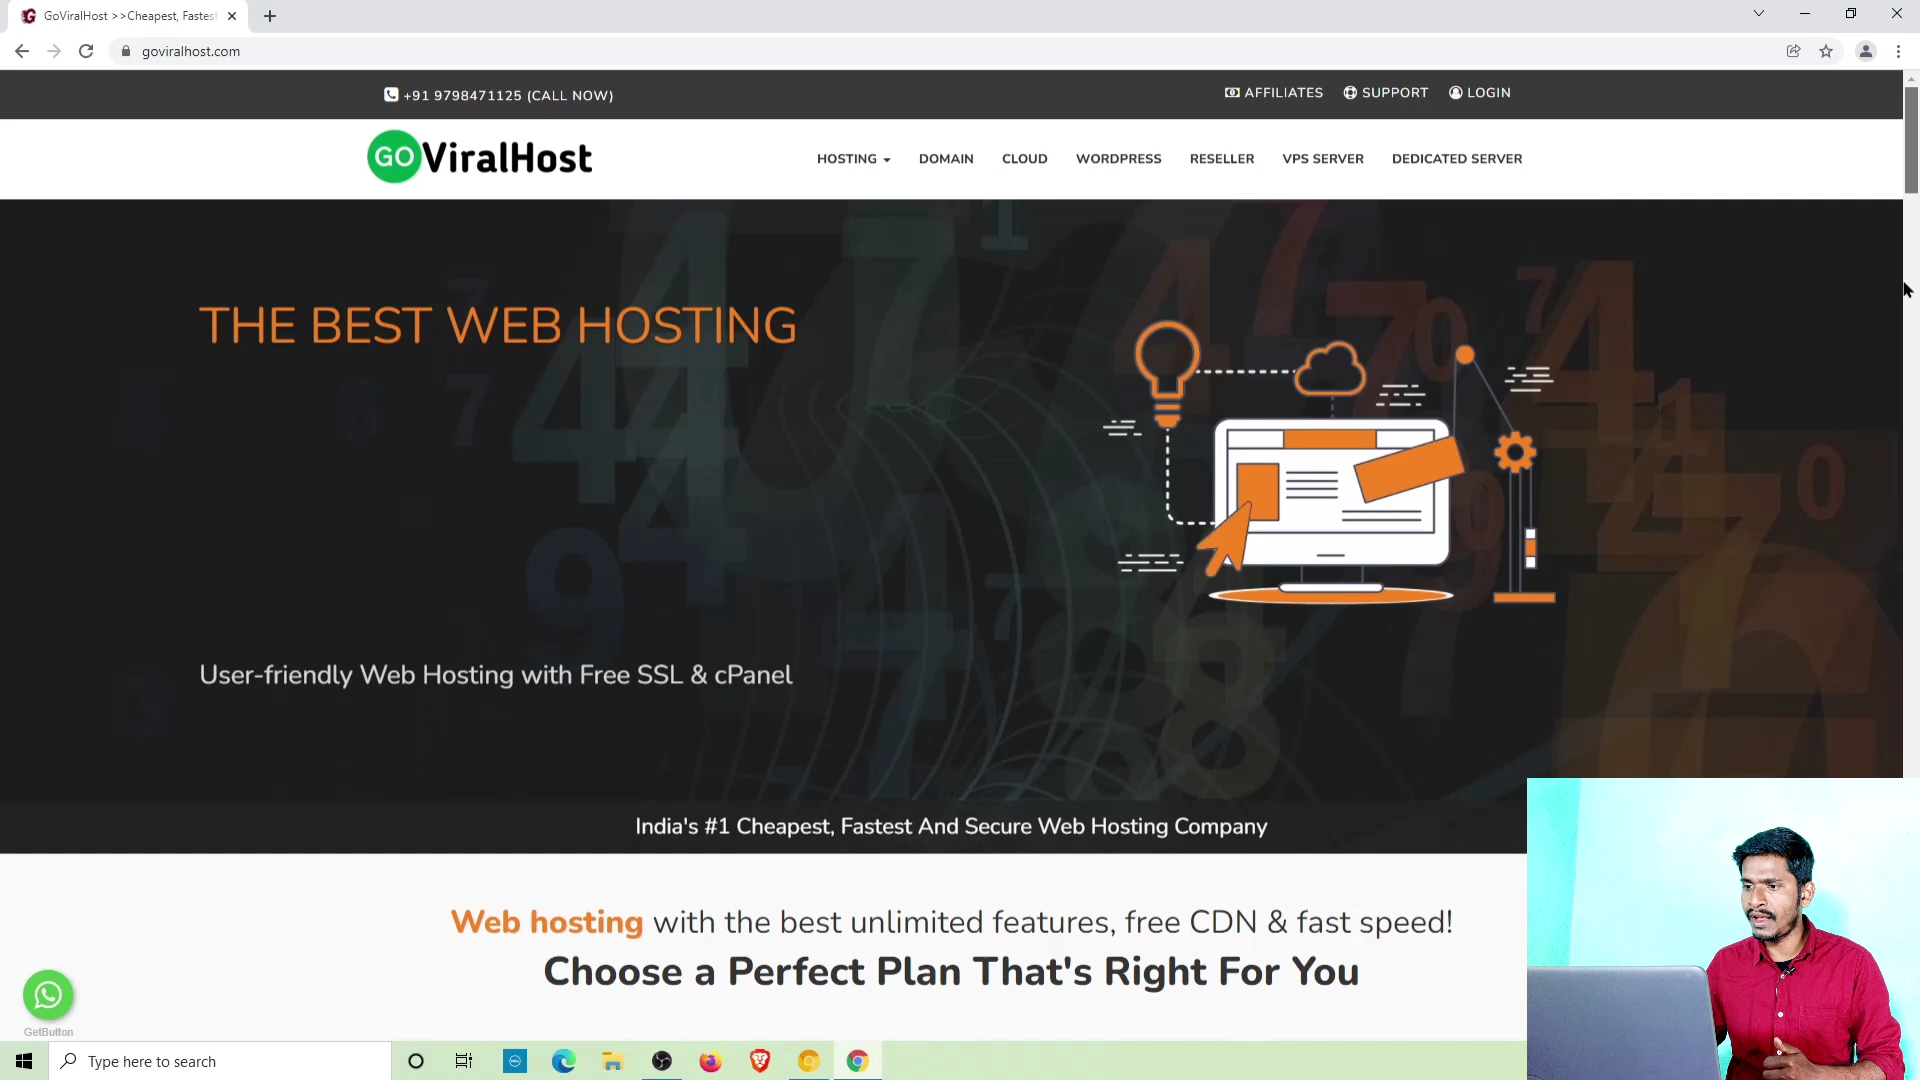 GoViralHost >>Cheapest, Fastest
goviralhost.com
+91 9798471125 (CALL NOW)
AFFILIATES
SUPPORT
LOGIN
GOViralHost
HOSTING
DOMAIN
CLOUD
WORDPRESS
RESELLER
VPS SERVER
DEDICATED SERVER
THE BEST WEB HOSTING
User-friendly Web Hosting with Free SSL & cPanel
India's #1 Cheapest, Fastest And Secure Web Hosting Company
Web hosting with the best unlimited features, free CDN & fast speed!
Choose a Perfect Plan That's Right For You
GetButton
Type here to search